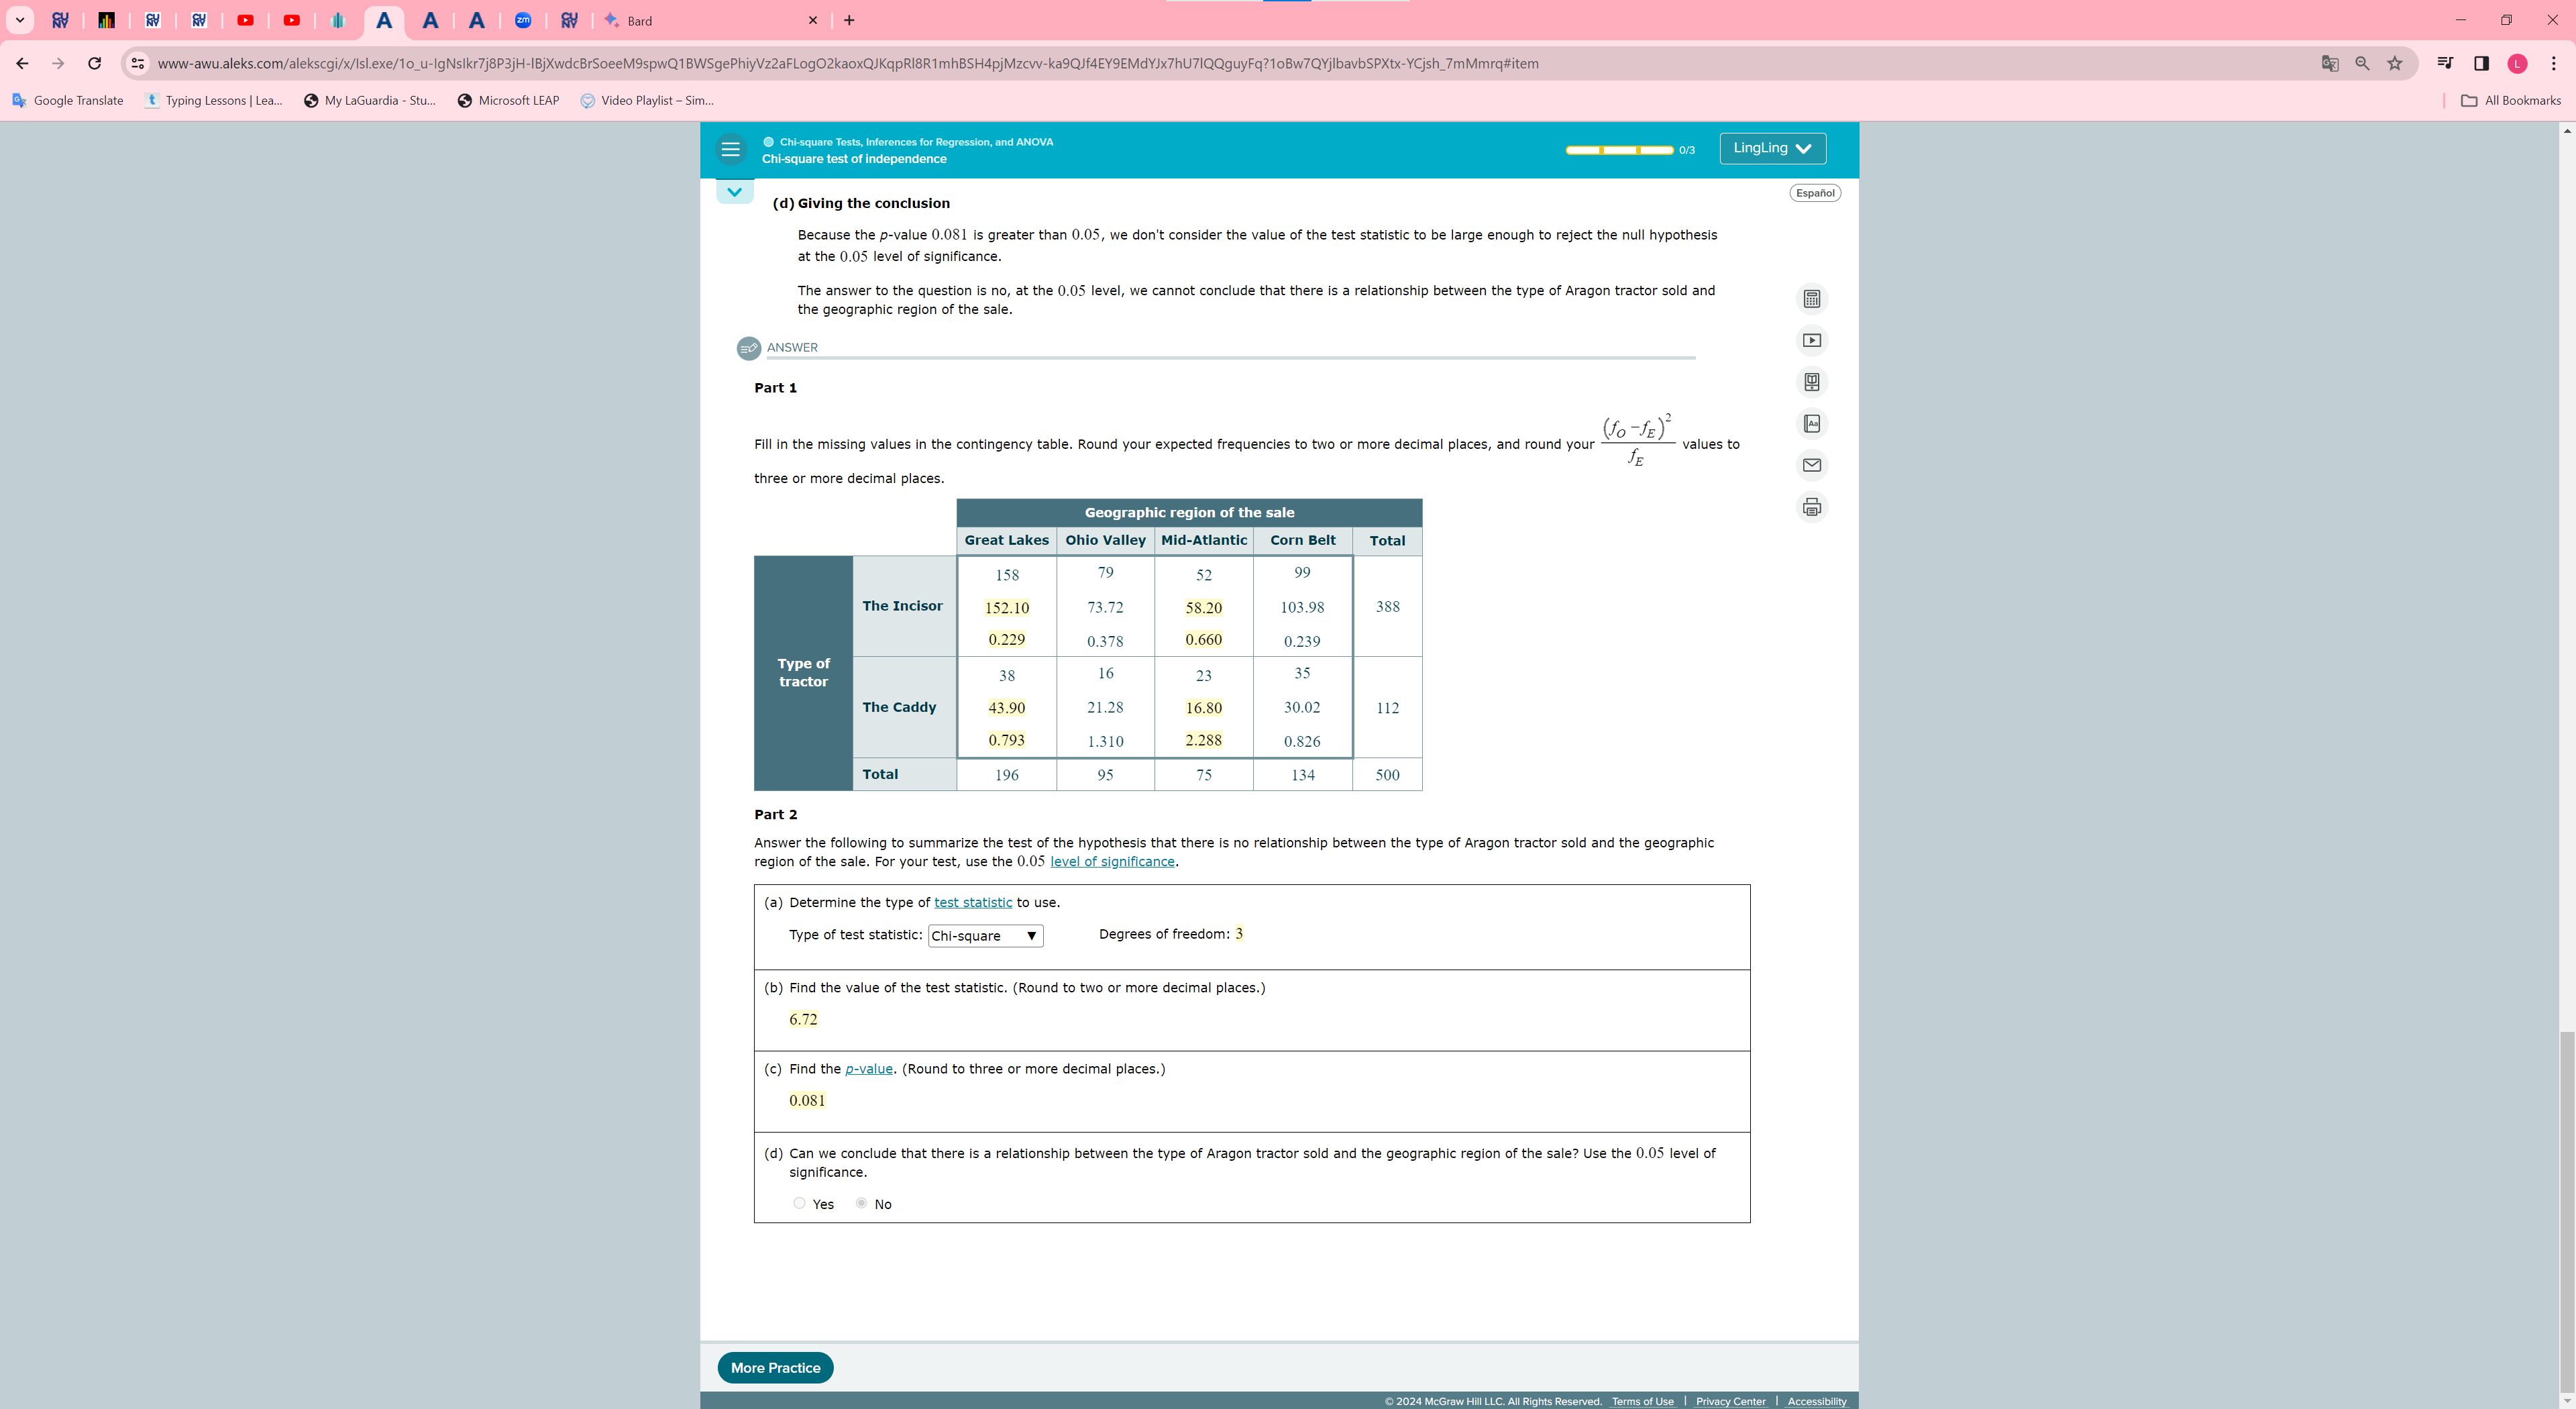 Bard
www-awu.aleks.com/alekscgi/x/Isl.exe/1o_u-IgNsIkr7j8P3jH-IBjXwdcBrSoeeM9spwQ1BWSgePhiyVz2aFLogO2kaoxQJKqpRl8R1mhBSH4pjMzcvv-ka9QJf4EY9EMdYJx7hU7lQQguyFq?1oBw7QYjlbavbSPXtx-YCjsh_7mMmrq#item
L
Google Translate
Typing Lessons | Lea...
My LaGuardia - Stu...
Microsoft LEAP
Video Playlist – Sim...
All Bookmarks
Chi-square Tests, Inferences for Regression, and ANOVA
Chi-square test of independence
0/3
LingLing
Español
(d) Giving the conclusion
Because the p-value 0.081 is greater than 0.05, we don't consider the value of the test statistic to be large enough to reject the null hypothesis
at the 0.05 level of significance.
The answer to the question is no, at the 0.05 level, we cannot conclude that there is a relationship between the type of Aragon tractor sold and
the geographic region of the sale.
ANSWER
Part 1
Fill in the missing values in the contingency table. Round your expected frequencies to two or more decimal places, and round your (fO −fE)² / fE values to
three or more decimal places.
Geographic region of the sale
Great Lakes Ohio Valley Mid-Atlantic Corn Belt Total
158 79 52 99
The Incisor 152.10 73.72 58.20 103.98 388
0.229 0.378 0.660 0.239
Type of
tractor
38 16 23 35
The Caddy 43.90 21.28 16.80 30.02 112
0.793 1.310 2.288 0.826
Total 196 95 75 134 500
Part 2
Answer the following to summarize the test of the hypothesis that there is no relationship between the type of Aragon tractor sold and the geographic
region of the sale. For your test, use the 0.05 level of significance.
(a) Determine the type of test statistic to use.
Type of test statistic: Chi-square ▼ Degrees of freedom: 3
(b) Find the value of the test statistic. (Round to two or more decimal places.)
6.72
(c) Find the p-value. (Round to three or more decimal places.)
0.081
(d) Can we conclude that there is a relationship between the type of Aragon tractor sold and the geographic region of the sale? Use the 0.05 level of
significance.
Yes No
More Practice
© 2024 McGraw Hill LLC. All Rights Reserved. Terms of Use | Privacy Center | Accessibility